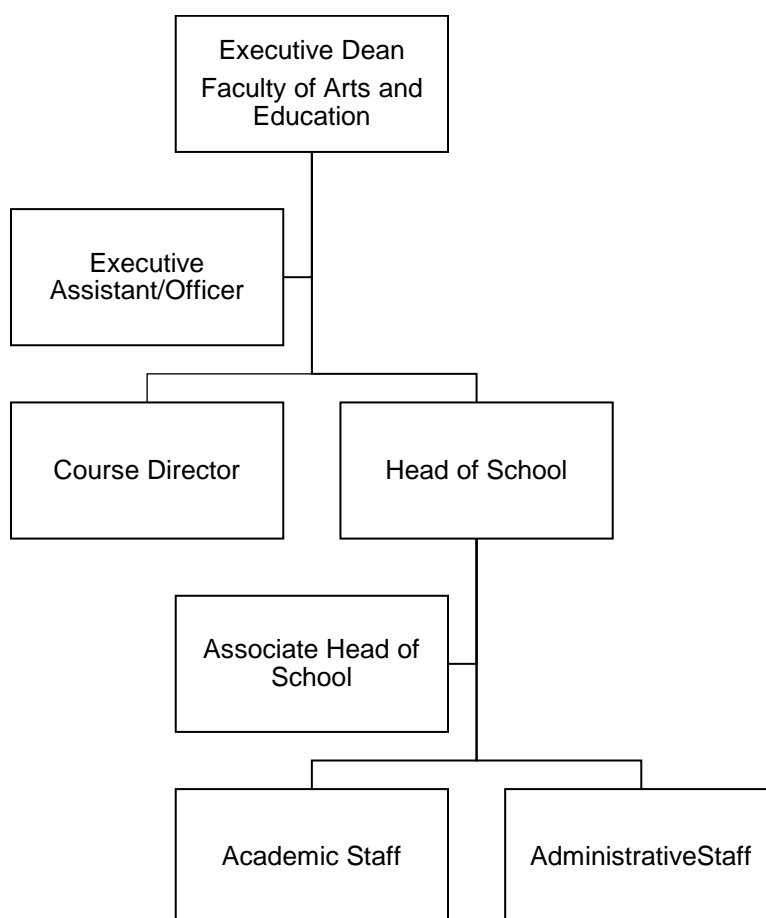 Executive Dean
Faculty of Arts and
Education
Executive
Assistant/Officer
Course Director
Head of School
Associate Head of
School
Academic Staff
AdministrativeStaff